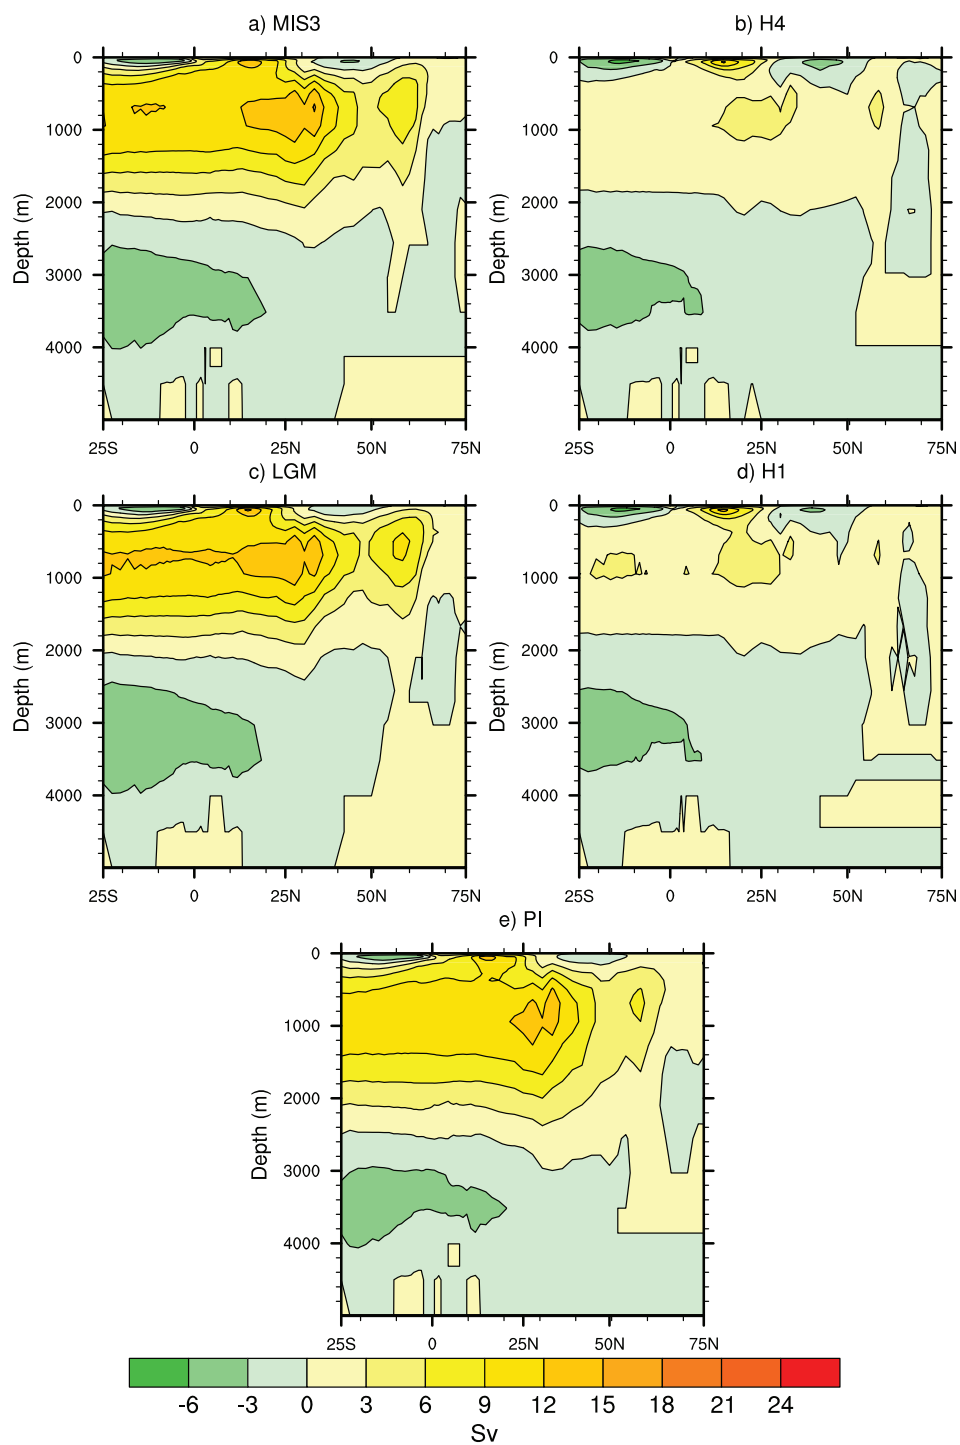 a) MIS3
b) H4
0
1000
2000
3000
4000
Depth (m)
25S 0 25N 50N 75N
0
1000
2000
3000
4000
Depth (m)
25S 0 25N 50N 75N
c) LGM
d) H1
0
1000
2000
3000
4000
Depth (m)
25S 0 25N 50N 75N
0
1000
2000
3000
4000
Depth (m)
25S 0 25N 50N 75N
e) PI
0
1000
2000
3000
4000
Depth (m)
25S 0 25N 50N 75N
-6 -3 0 3 6 9 12 15 18 21 24
Sv